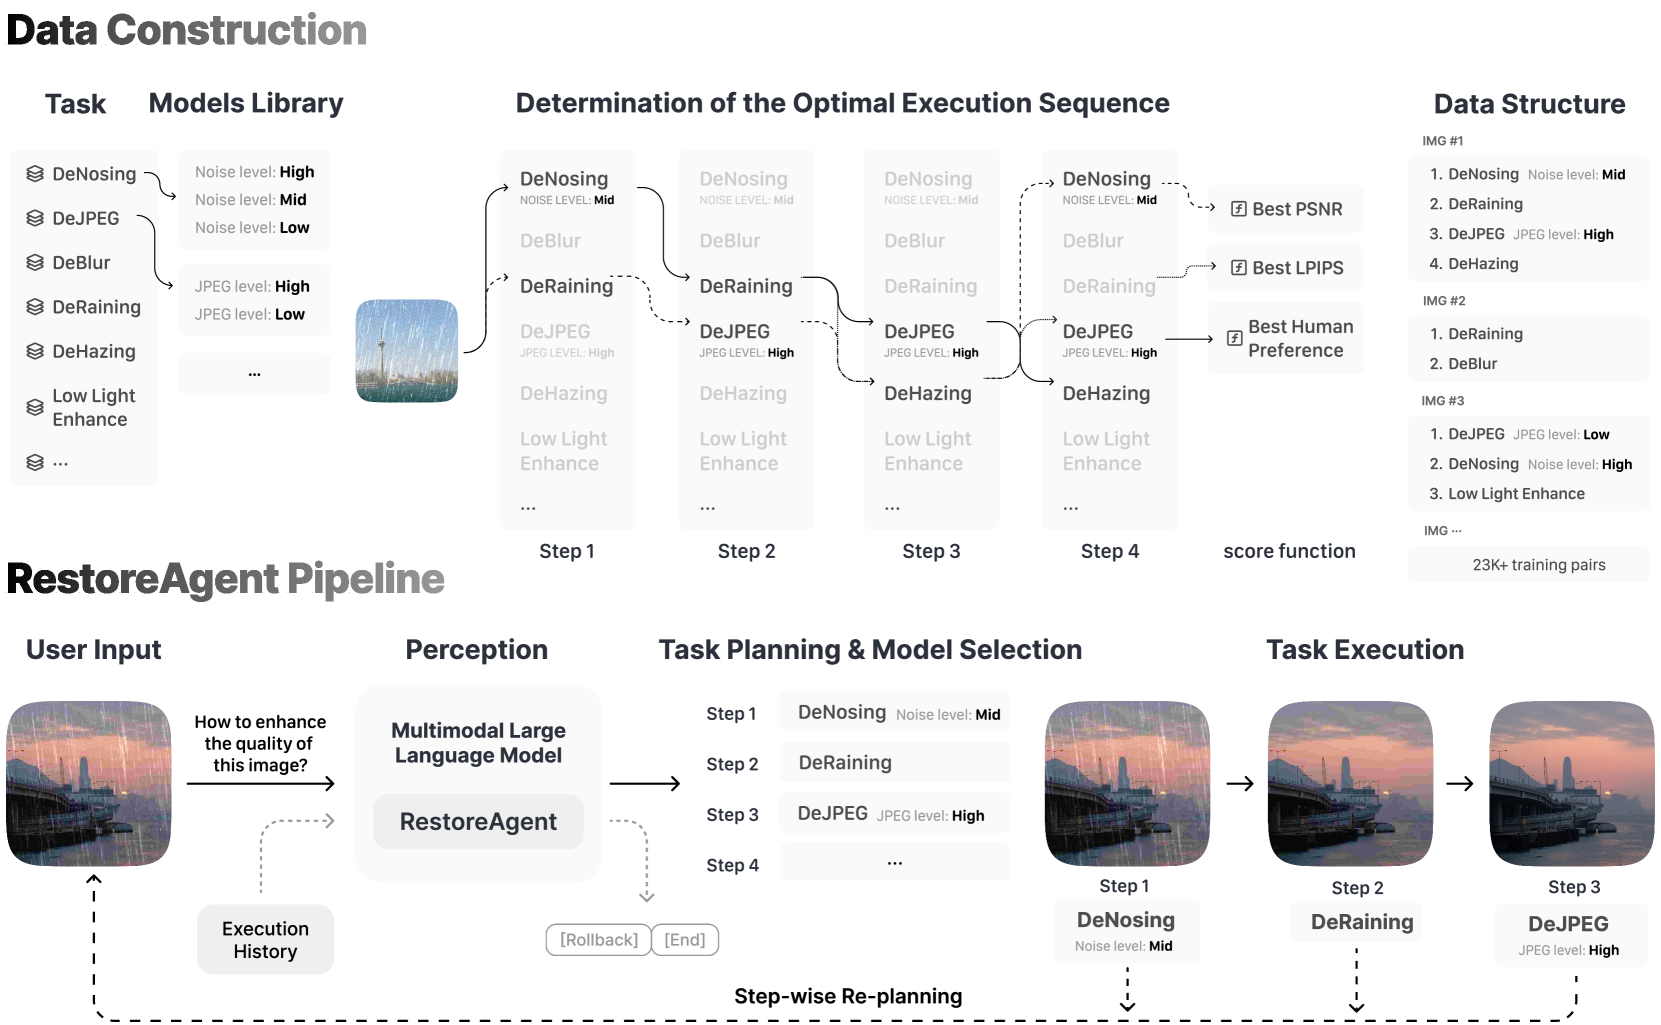 Data Construction
Task
Models Library
Determination of the Optimal Execution Sequence
Data Structure
DeNosing
DeJPEG
DeBlur
DeRaining
DeHazing
Low Light
Enhance
...
Noise level: High
Noise level: Mid
Noise level: Low
JPEG level: High
JPEG level: Low
...
DeNosing
NOISE LEVEL: Mid
DeBlur
DeRaining
DeJPEG
JPEG LEVEL: High
DeHazing
Low Light
Enhance
...
Step 1
DeNosing
NOISE LEVEL: Mid
DeBlur
DeRaining
DeJPEG
JPEG LEVEL: High
DeHazing
Low Light
Enhance
...
Step 2
DeNosing
NOISE LEVEL: Mid
DeBlur
DeRaining
DeJPEG
JPEG LEVEL: High
DeHazing
Low Light
Enhance
...
Step 3
DeNosing
NOISE LEVEL: Mid
DeBlur
DeRaining
DeJPEG
JPEG LEVEL: High
DeHazing
Low Light
Enhance
...
Step 4
Best PSNR
Best LPIPS
Best Human
Preference
score function
IMG #1
1. DeNosing Noise level: Mid
2. DeRaining
3. DeJPEG JPEG level: High
4. DeHazing
IMG #2
1. DeRaining
2. DeBlur
IMG #3
1. DeJPEG JPEG level: Low
2. DeNosing Noise level: High
3. Low Light Enhance
IMG ...
23K+ training pairs
RestoreAgent Pipeline
User Input
Perception
Task Planning & Model Selection
Task Execution
How to enhance
the quality of
this image?
Execution
History
Multimodal Large
Language Model
RestoreAgent
[Rollback] [End]
Step 1 DeNosing Noise level: Mid
Step 2 DeRaining
Step 3 DeJPEG JPEG level: High
Step 4 ...
Step 1
DeNosing
Noise level: Mid
Step 2
DeRaining
Step 3
DeJPEG
JPEG level: High
Step-wise Re-planning